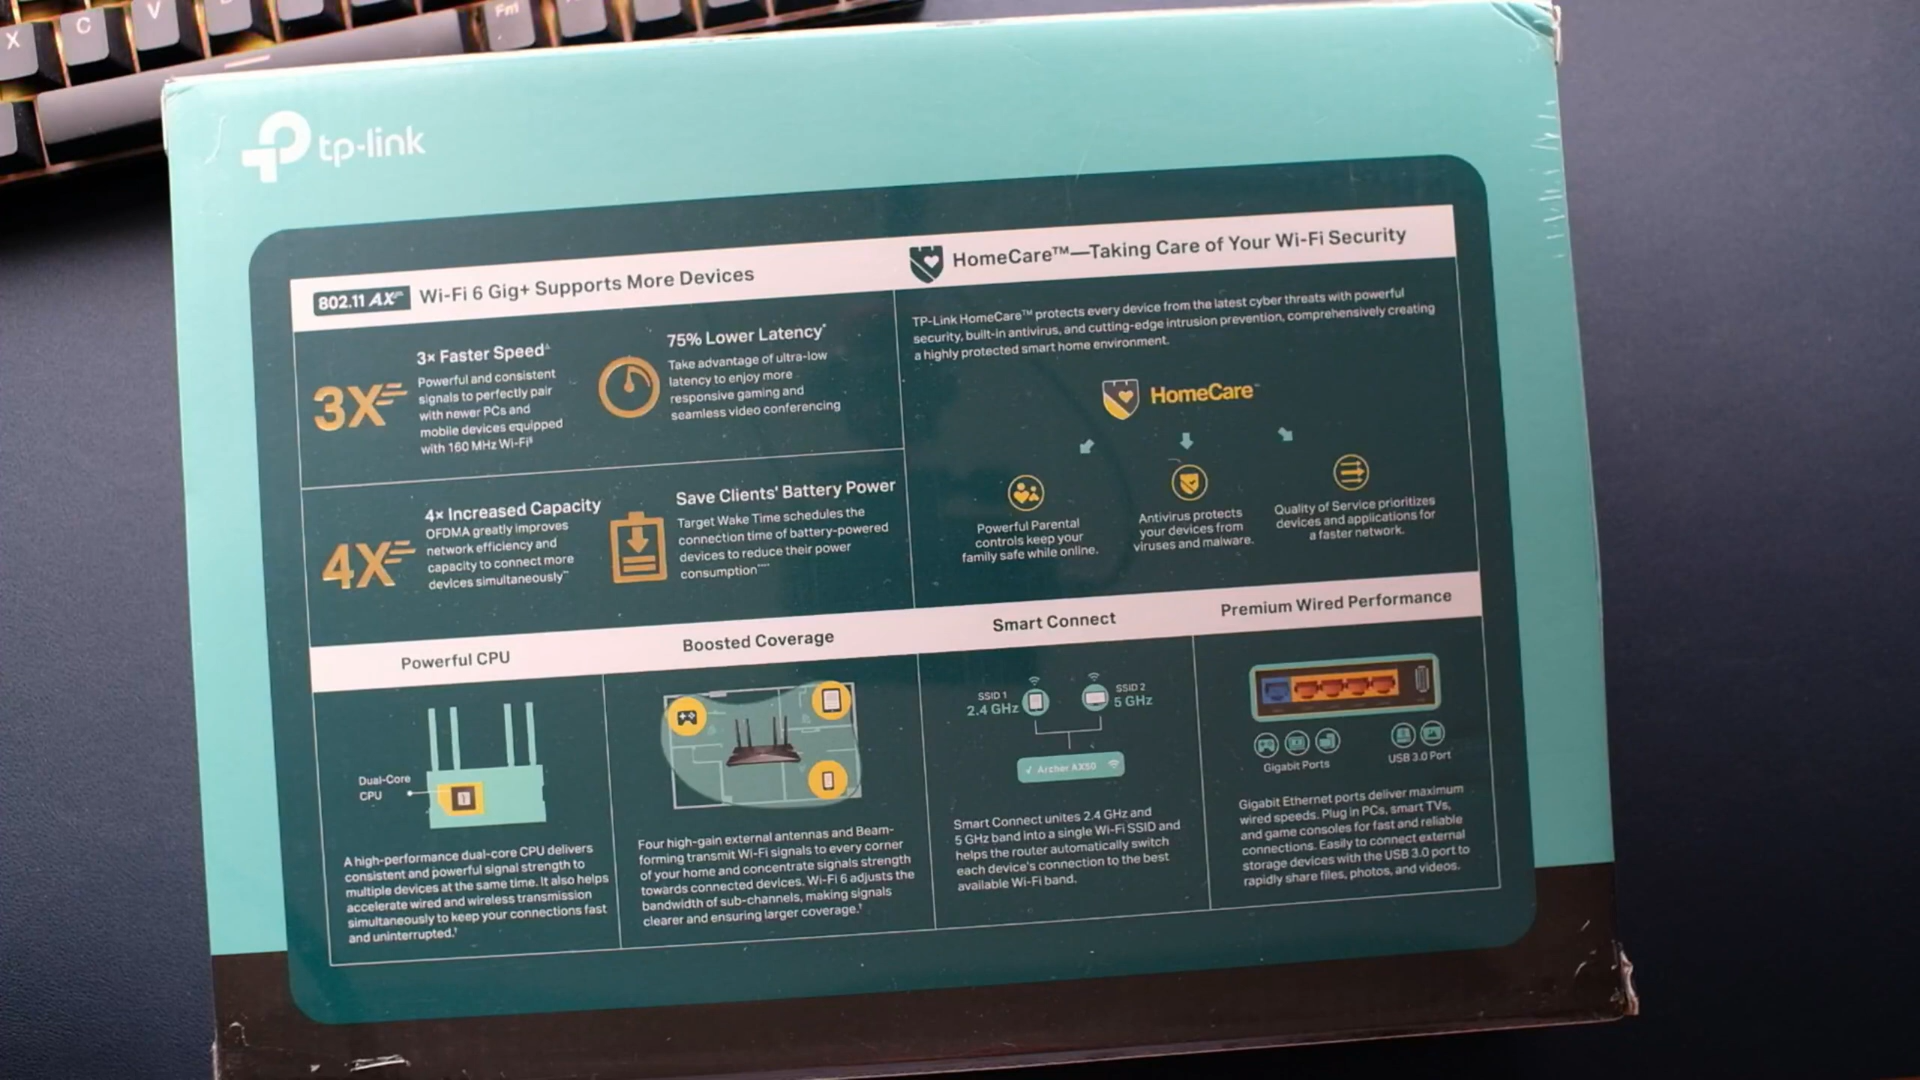 X
C
V
Fn1
tp-link
802.11 AX
Wi-Fi 6 Gig+ Supports More Devices
HomeCare™—Taking Care of Your Wi-Fi Security
3X
3× Faster Speed
Powerful and consistent
signals to perfectly pair
with newer PCs and
mobile devices equipped
with 160 MHz Wi-Fi§
75% Lower Latency*
Take advantage of ultra-low
latency to enjoy more
responsive gaming and
seamless video conferencing
4X
4× Increased Capacity
OFDMA greatly improves
network efficiency and
capacity to connect more
devices simultaneously**
Save Clients' Battery Power
Target Wake Time schedules the
connection time of battery-powered
devices to reduce their power
consumption****
TP-Link HomeCare™ protects every device from the latest cyber threats with powerful
security, built-in antivirus, and cutting-edge intrusion prevention, comprehensively creating
a highly protected smart home environment.
HomeCare™
Powerful Parental
controls keep your
family safe while online.
Antivirus protects
your devices from
viruses and malware.
Quality of Service prioritizes
devices and applications for
a faster network.
Powerful CPU
Dual-Core
CPU
A high-performance dual-core CPU delivers
consistent and powerful signal strength to
multiple devices at the same time. It also helps
accelerate wired and wireless transmission
simultaneously to keep your connections fast
and uninterrupted.†
Boosted Coverage
Four high-gain external antennas and Beam-
forming transmit Wi-Fi signals to every corner
of your home and concentrate signals strength
towards connected devices. Wi-Fi 6 adjusts the
bandwidth of sub-channels, making signals
clearer and ensuring larger coverage.†
Smart Connect
SSID 1
2.4 GHz
SSID 2
5 GHz
✓ Archer AX50
Smart Connect unites 2.4 GHz and
5 GHz band into a single Wi-Fi SSID and
helps the router automatically switch
each device's connection to the best
available Wi-Fi band.
Premium Wired Performance
Gigabit Ports
USB 3.0 Port
Gigabit Ethernet ports deliver maximum
wired speeds. Plug in PCs, smart TVs,
and game consoles for fast and reliable
connections. Easily to connect external
storage devices with the USB 3.0 port to
rapidly share files, photos, and videos.